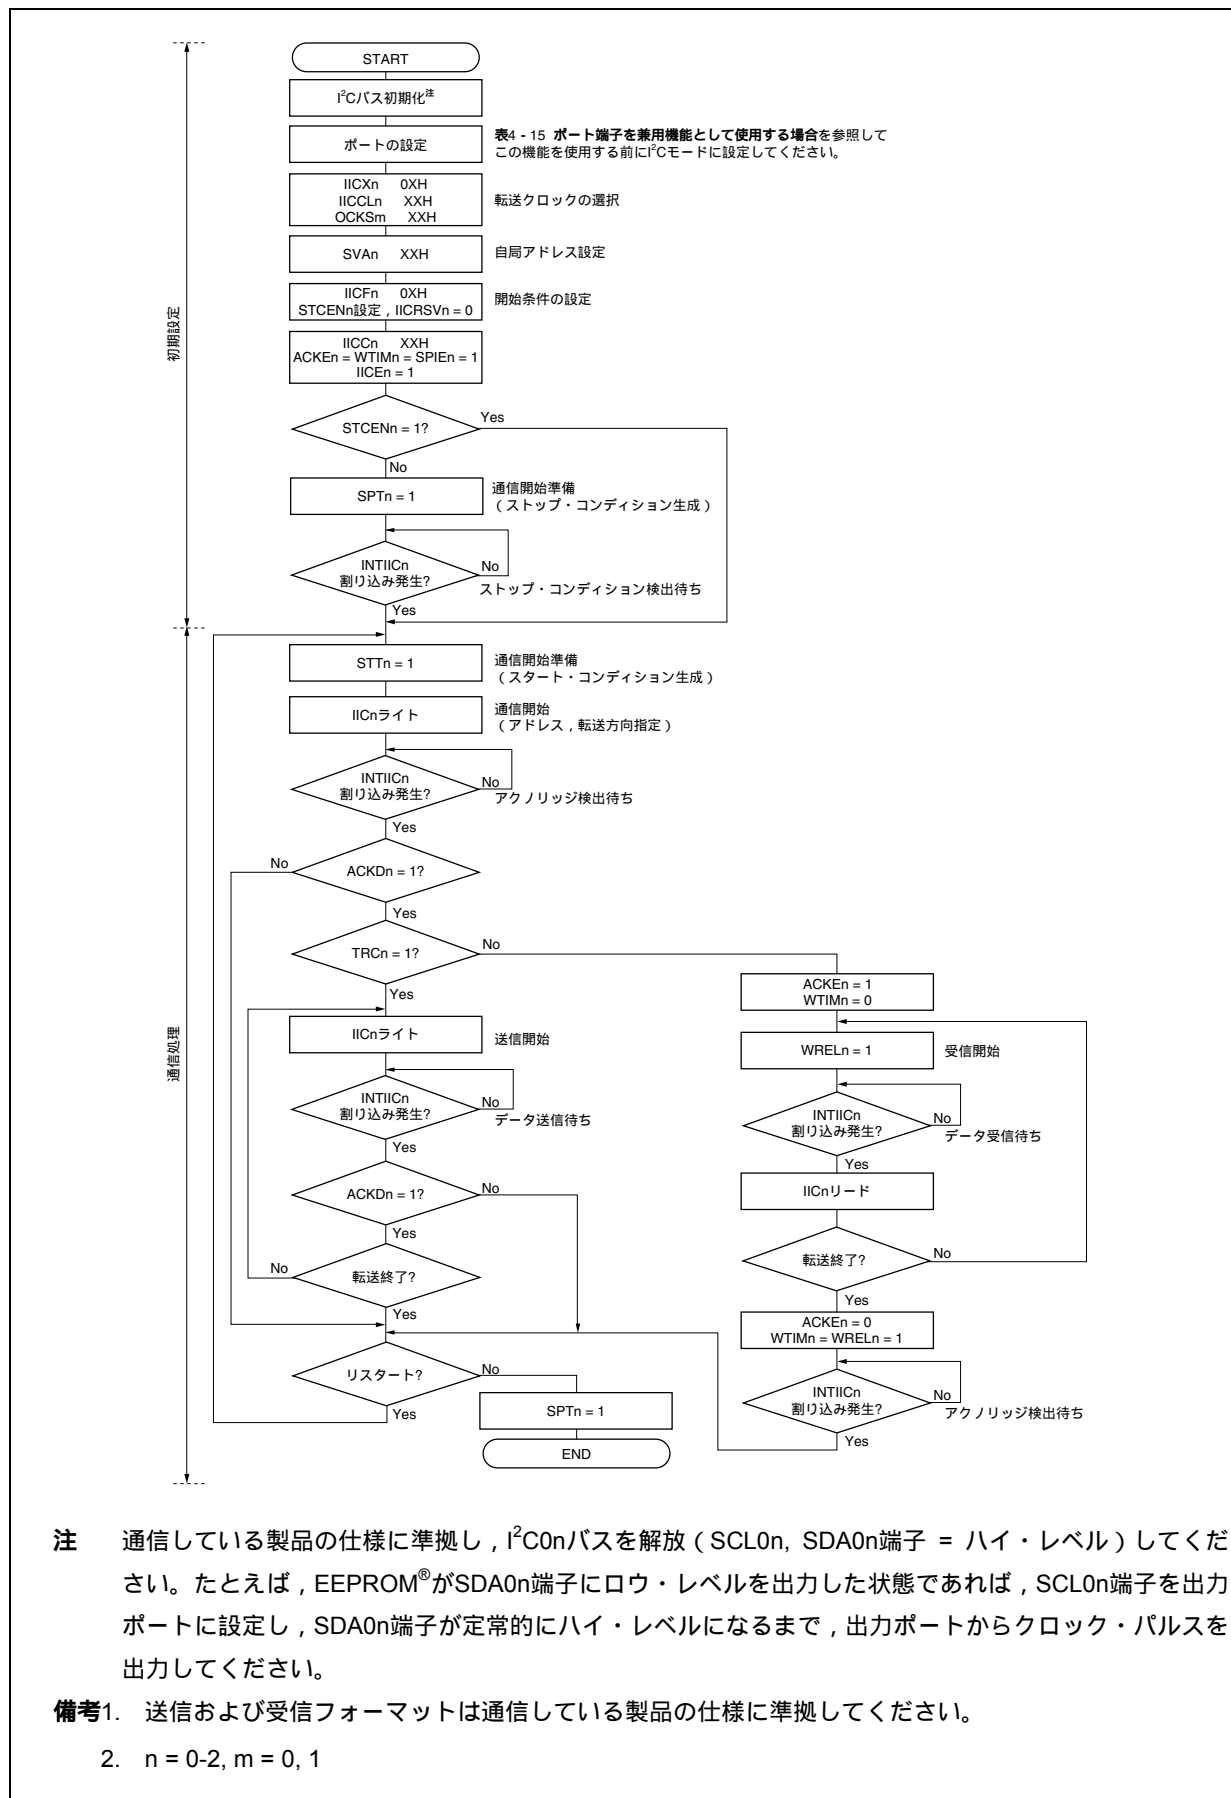 START
I²Cバス初期化注
ポートの設定
表4 - 15 ポート端子を兼用機能として使用する場合を参照して
この機能を使用する前にI²Cモードに設定してください。
IICXn 0XH
IICCLn XXH
OCKSm XXH
転送クロックの選択
SVAn XXH
自局アドレス設定
IICFn 0XH
STCENn設定 , IICRSVn = 0
開始条件の設定
初期設定
IICCn XXH
ACKEn = WTIMn = SPIEn = 1
IICEn = 1
STCENn = 1?
Yes
No
SPTn = 1
通信開始準備
( ストップ・コンディション生成 )
INTIICn
割り込み発生?
No
ストップ・コンディション検出待ち
Yes
STTn = 1
通信開始準備
( スタート・コンディション生成 )
IICnライト
通信開始
( アドレス , 転送方向指定 )
INTIICn
割り込み発生?
No
アクノリッジ検出待ち
Yes
No
ACKDn = 1?
Yes
TRCn = 1?
No
Yes
通信処理
IICnライト
送信開始
INTIICn
割り込み発生?
No
データ送信待ち
Yes
ACKDn = 1?
No
Yes
No
転送終了?
Yes
ACKEn = 1
WTIMn = 0
WRELn = 1
受信開始
INTIICn
割り込み発生?
No
データ受信待ち
Yes
IICnリード
転送終了?
No
Yes
ACKEn = 0
WTIMn = WRELn = 1
INTIICn
割り込み発生?
No
アクノリッジ検出待ち
Yes
リスタート?
No
Yes
SPTn = 1
END
注 通信している製品の仕様に準拠し , I²C0nバスを解放 ( SCL0n, SDA0n端子 = ハイ・レベル ) してくだ
さい。たとえば , EEPROM®がSDA0n端子にロウ・レベルを出力した状態であれば , SCL0n端子を出力
ポートに設定し , SDA0n端子が定常的にハイ・レベルになるまで , 出力ポートからクロック・パルスを
出力してください。
備考1. 送信および受信フォーマットは通信している製品の仕様に準拠してください。
2. n = 0-2, m = 0, 1